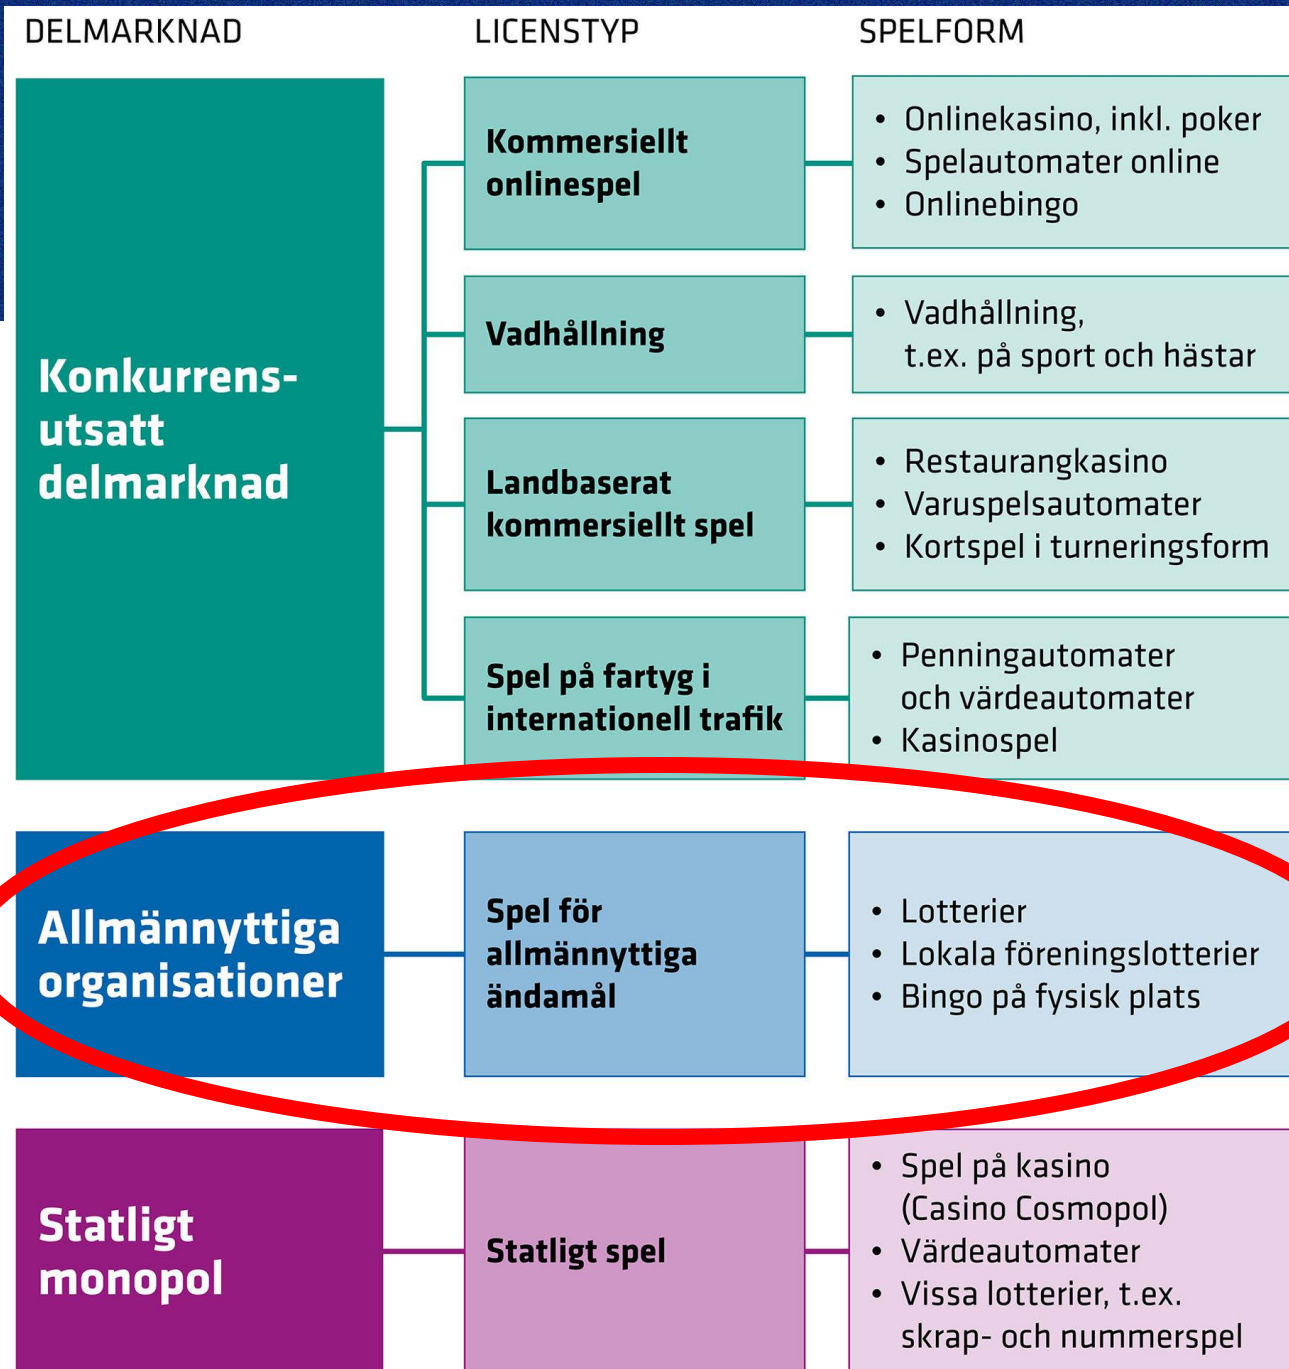 DELMARKNAD
LICENSTYP
SPELFORM
Konkurrens-
utsatt
delmarknad
Kommersiellt
onlinespel
• Onlinekasino, inkl. poker
• Spelautomater online
• Onlinebingo
Vadhållning
• Vadhållning,
t.ex. på sport och hästar
Landbaserat
kommersiellt spel
• Restaurangkasino
• Varuspelsautomater
• Kortspel i turneringsform
Spel på fartyg i
internationell trafik
• Penningautomater
och värdeautomater
• Kasinospel
Allmännyttiga
organisationer
Spel för
allmännyttiga
ändamål
• Lotterier
• Lokala föreningslotterier
• Bingo på fysisk plats
Statligt
monopol
Statligt spel
• Spel på kasino
(Casino Cosmopol)
• Värdeautomater
• Vissa lotterier, t.ex.
skrap- och nummerspel